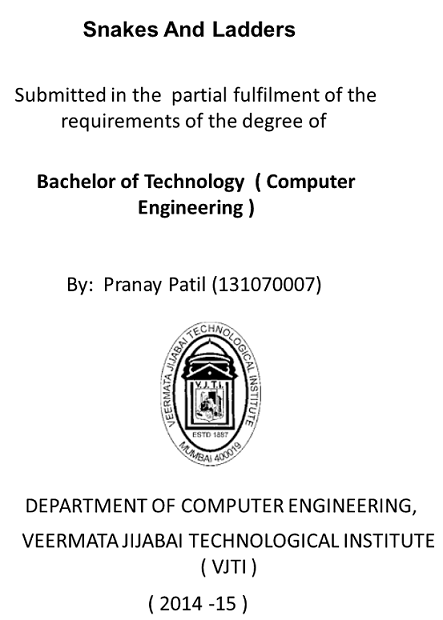 Snakes And Ladders
Submitted in the partial fulfilment of the
requirements of the degree of
Bachelor of Technology ( Computer
Engineering )
By: Pranay Patil (131070007)
VEERMATA JIJABAI TECHNOLOGICAL INSTITUTE
V.J.T.I.
ESTD 1887
MUMBAI 400019
DEPARTMENT OF COMPUTER ENGINEERING,
VEERMATA JIJABAI TECHNOLOGICAL INSTITUTE
( VJTI )
( 2014 -15 )